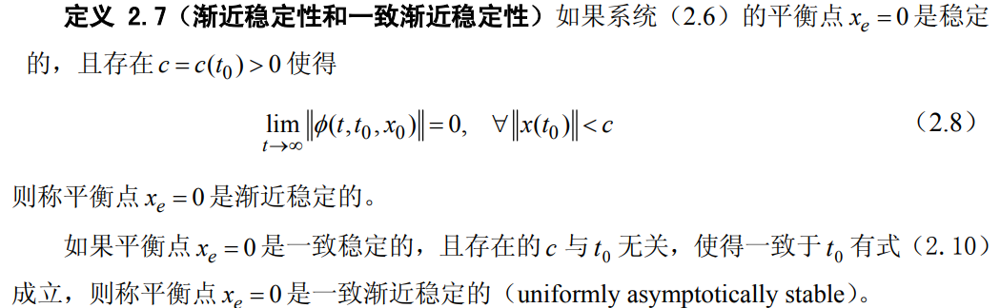 定义 2.7（渐近稳定性和一致渐近稳定性）如果系统（2.6）的平衡点 $x_e = 0$ 是稳定
的，且存在 $c = c(t_0) > 0$ 使得
$\lim_{t \to \infty} \|\phi(t, t_0, x_0)\| = 0, \quad \forall \|x(t_0)\| < c$ （2.8）
则称平衡点 $x_e = 0$ 是渐近稳定的。
如果平衡点 $x_e = 0$ 是一致稳定的，且存在的 $c$ 与 $t_0$ 无关，使得一致于 $t_0$ 有式（2.10）
成立，则称平衡点 $x_e = 0$ 是一致渐近稳定的（uniformly asymptotically stable）。